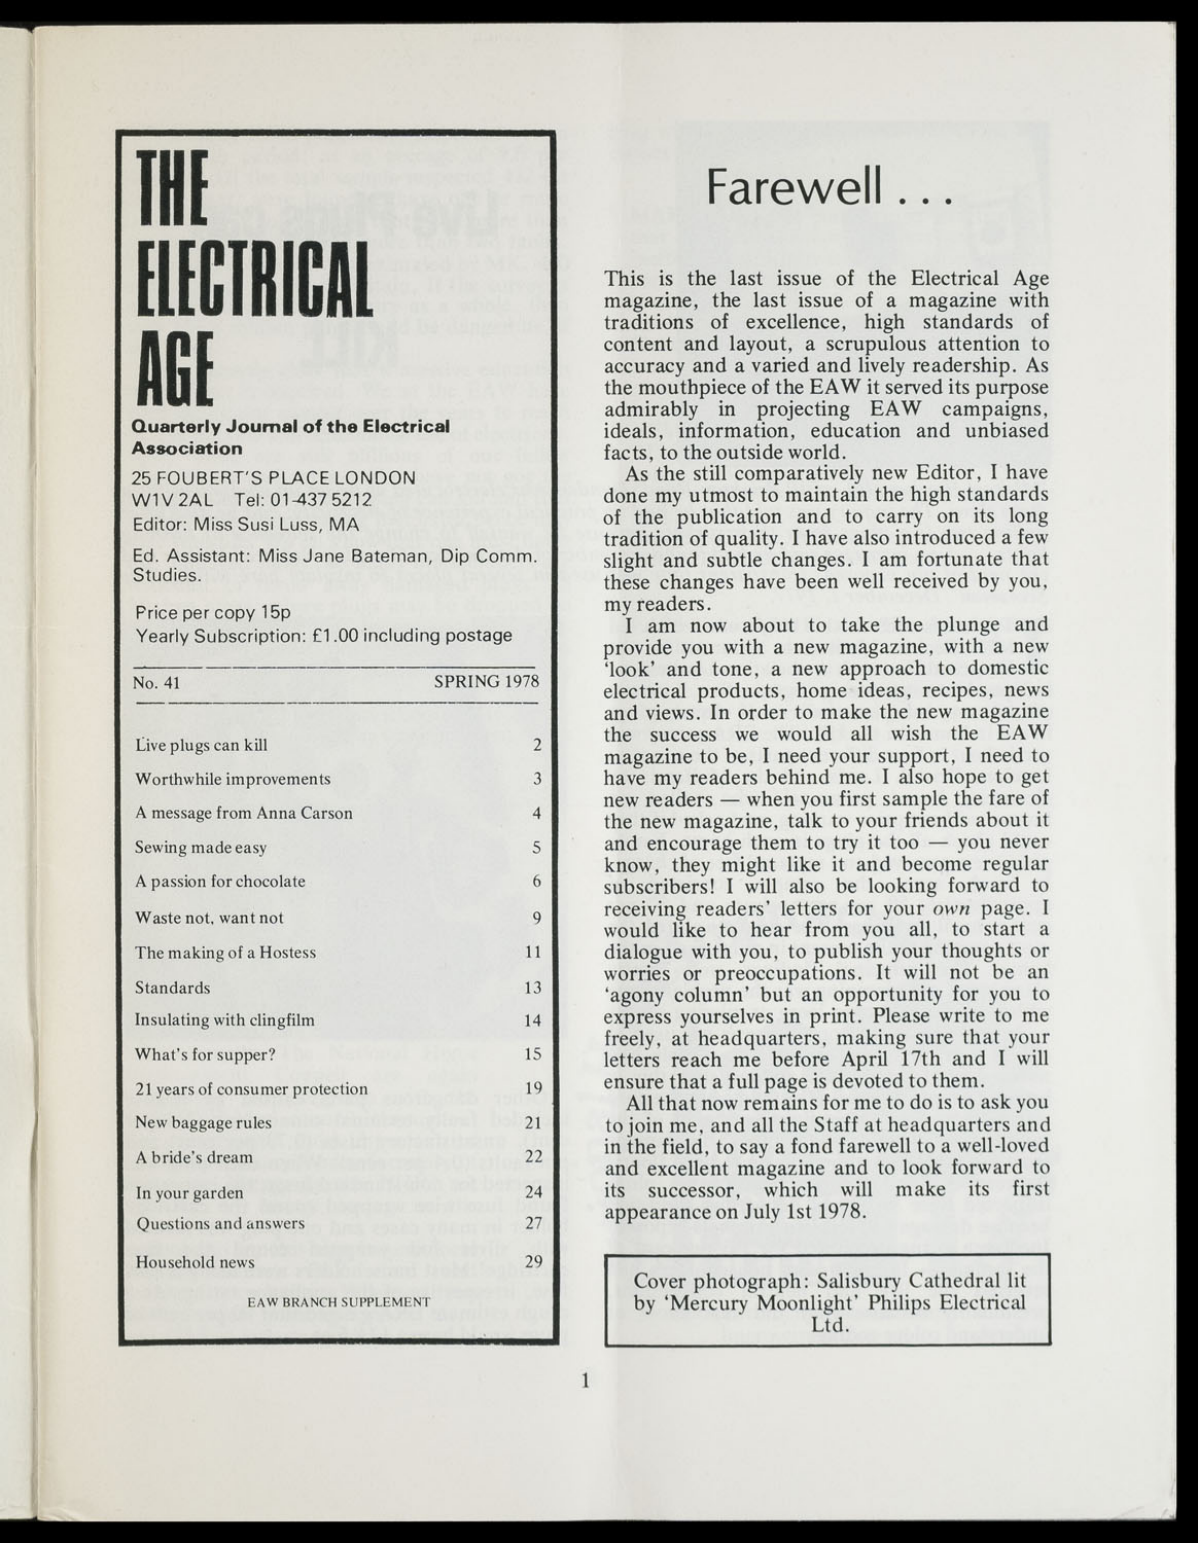 THE
ELECTRICAL
AGE
Quarterly Journal of the Electrical
Association
25 FOUBERT'S PLACE LONDON
W1V 2AL Tel: 01-437 5212
Editor: Miss Susi Luss, MA
Ed. Assistant: Miss Jane Bateman, Dip Comm.
Studies.
Price per copy 15p
Yearly Subscription: £1.00 including postage
No. 41 SPRING 1978
Live plugs can kill 2
Worthwhile improvements 3
A message from Anna Carson 4
Sewing made easy 5
A passion for chocolate 6
Waste not, want not 9
The making of a Hostess 11
Standards 13
Insulating with clingfilm 14
What's for supper? 15
21 years of consumer protection 19
New baggage rules 21
A bride's dream 22
In your garden 24
Questions and answers 27
Household news 29
EAW BRANCH SUPPLEMENT
Farewell . . .
This is the last issue of the Electrical Age
magazine, the last issue of a magazine with
traditions of excellence, high standards of
content and layout, a scrupulous attention to
accuracy and a varied and lively readership. As
the mouthpiece of the EAW it served its purpose
admirably in projecting EAW campaigns,
ideals, information, education and unbiased
facts, to the outside world.
As the still comparatively new Editor, I have
done my utmost to maintain the high standards
of the publication and to carry on its long
tradition of quality. I have also introduced a few
slight and subtle changes. I am fortunate that
these changes have been well received by you,
my readers.
I am now about to take the plunge and
provide you with a new magazine, with a new
‘look’ and tone, a new approach to domestic
electrical products, home ideas, recipes, news
and views. In order to make the new magazine
the success we would all wish the EAW
magazine to be, I need your support, I need to
have my readers behind me. I also hope to get
new readers — when you first sample the fare of
the new magazine, talk to your friends about it
and encourage them to try it too — you never
know, they might like it and become regular
subscribers! I will also be looking forward to
receiving readers’ letters for your own page. I
would like to hear from you all, to start a
dialogue with you, to publish your thoughts or
worries or preoccupations. It will not be an
‘agony column’ but an opportunity for you to
express yourselves in print. Please write to me
freely, at headquarters, making sure that your
letters reach me before April 17th and I will
ensure that a full page is devoted to them.
All that now remains for me to do is to ask you
to join me, and all the Staff at headquarters and
in the field, to say a fond farewell to a well-loved
and excellent magazine and to look forward to
its successor, which will make its first
appearance on July 1st 1978.
Cover photograph: Salisbury Cathedral lit
by ‘Mercury Moonlight’ Philips Electrical
Ltd.
1